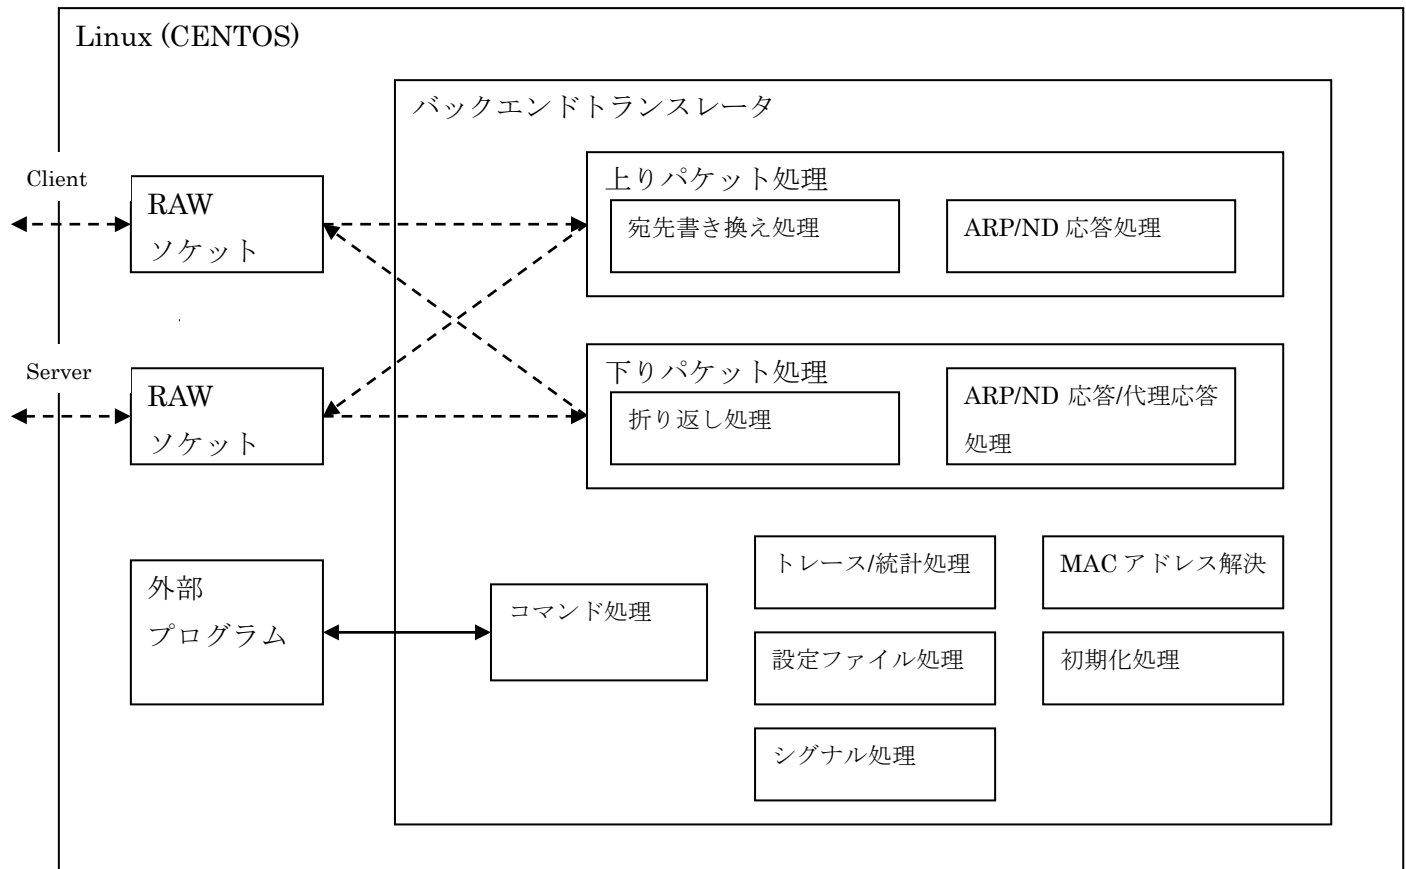 Linux (CENTOS)
バックエンドトランスレータ
Client
RAW
ソケット
上りパケット処理
宛先書き換え処理
ARP/ND 応答処理
Server
RAW
ソケット
下りパケット処理
折り返し処理
ARP/ND 応答/代理応答
処理
外部
プログラム
コマンド処理
トレース/統計処理
MAC アドレス解決
設定ファイル処理
初期化処理
シグナル処理